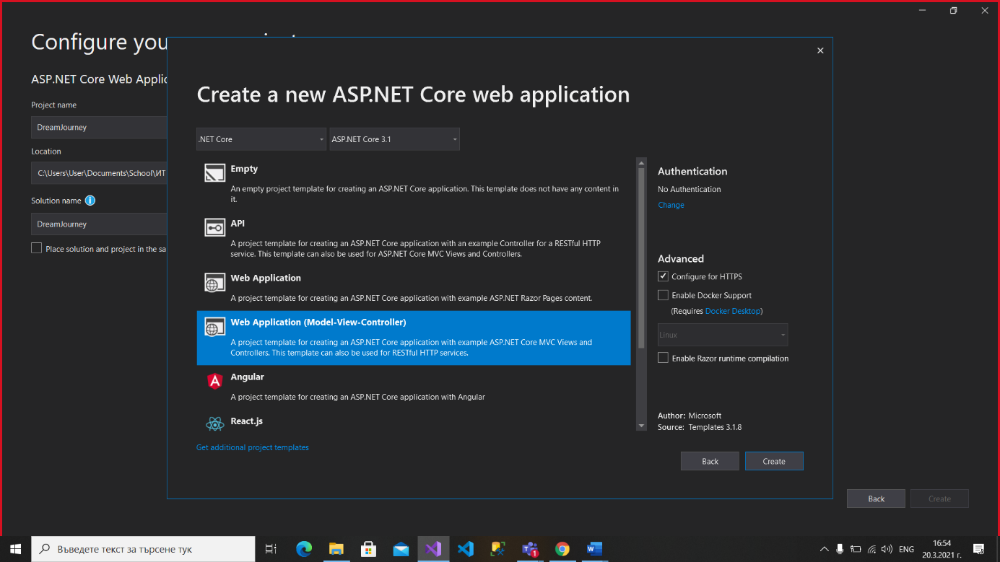 Configure you
ASP.NET Core Web Applic
Project name
DreamJourney
Location
C:\Users\User\Documents\School\ИТ
Solution name
DreamJourney
Place solution and project in the sa
Create a new ASP.NET Core web application
.NET Core
ASP.NET Core 3.1
Empty
An empty project template for creating an ASP.NET Core application. This template does not have any content in
it.
API
A project template for creating an ASP.NET Core application with an example Controller for a RESTful HTTP
service. This template can also be used for ASP.NET Core MVC Views and Controllers.
Web Application
A project template for creating an ASP.NET Core application with example ASP.NET Razor Pages content.
Web Application (Model-View-Controller)
A project template for creating an ASP.NET Core application with example ASP.NET Core MVC Views and
Controllers. This template can also be used for RESTful HTTP services.
Angular
A project template for creating an ASP.NET Core application with Angular
React.js
Get additional project templates
Authentication
No Authentication
Change
Advanced
Configure for HTTPS
Enable Docker Support
(Requires Docker Desktop)
Linux
Enable Razor runtime compilation
Author: Microsoft
Source: Templates 3.1.8
Back
Create
Back
Create
Въведете текст за търсене тук
1
ENG
16:54
20.3.2021 г.